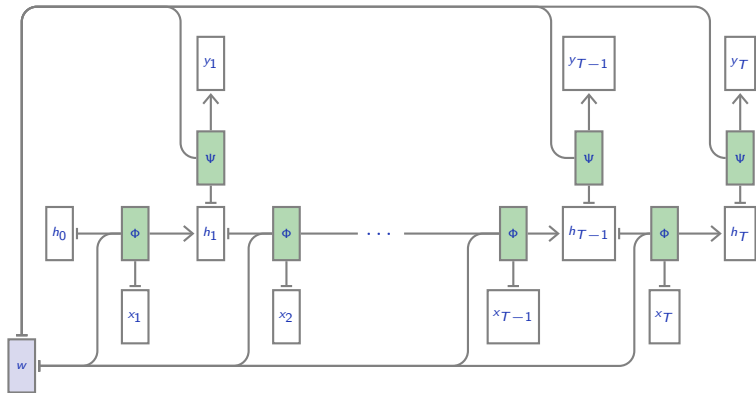 y1 yT−1 yT
Ψ Ψ Ψ
h0 Φ h1 Φ ··· Φ hT−1 Φ hT
x1 x2 xT−1 xT
w